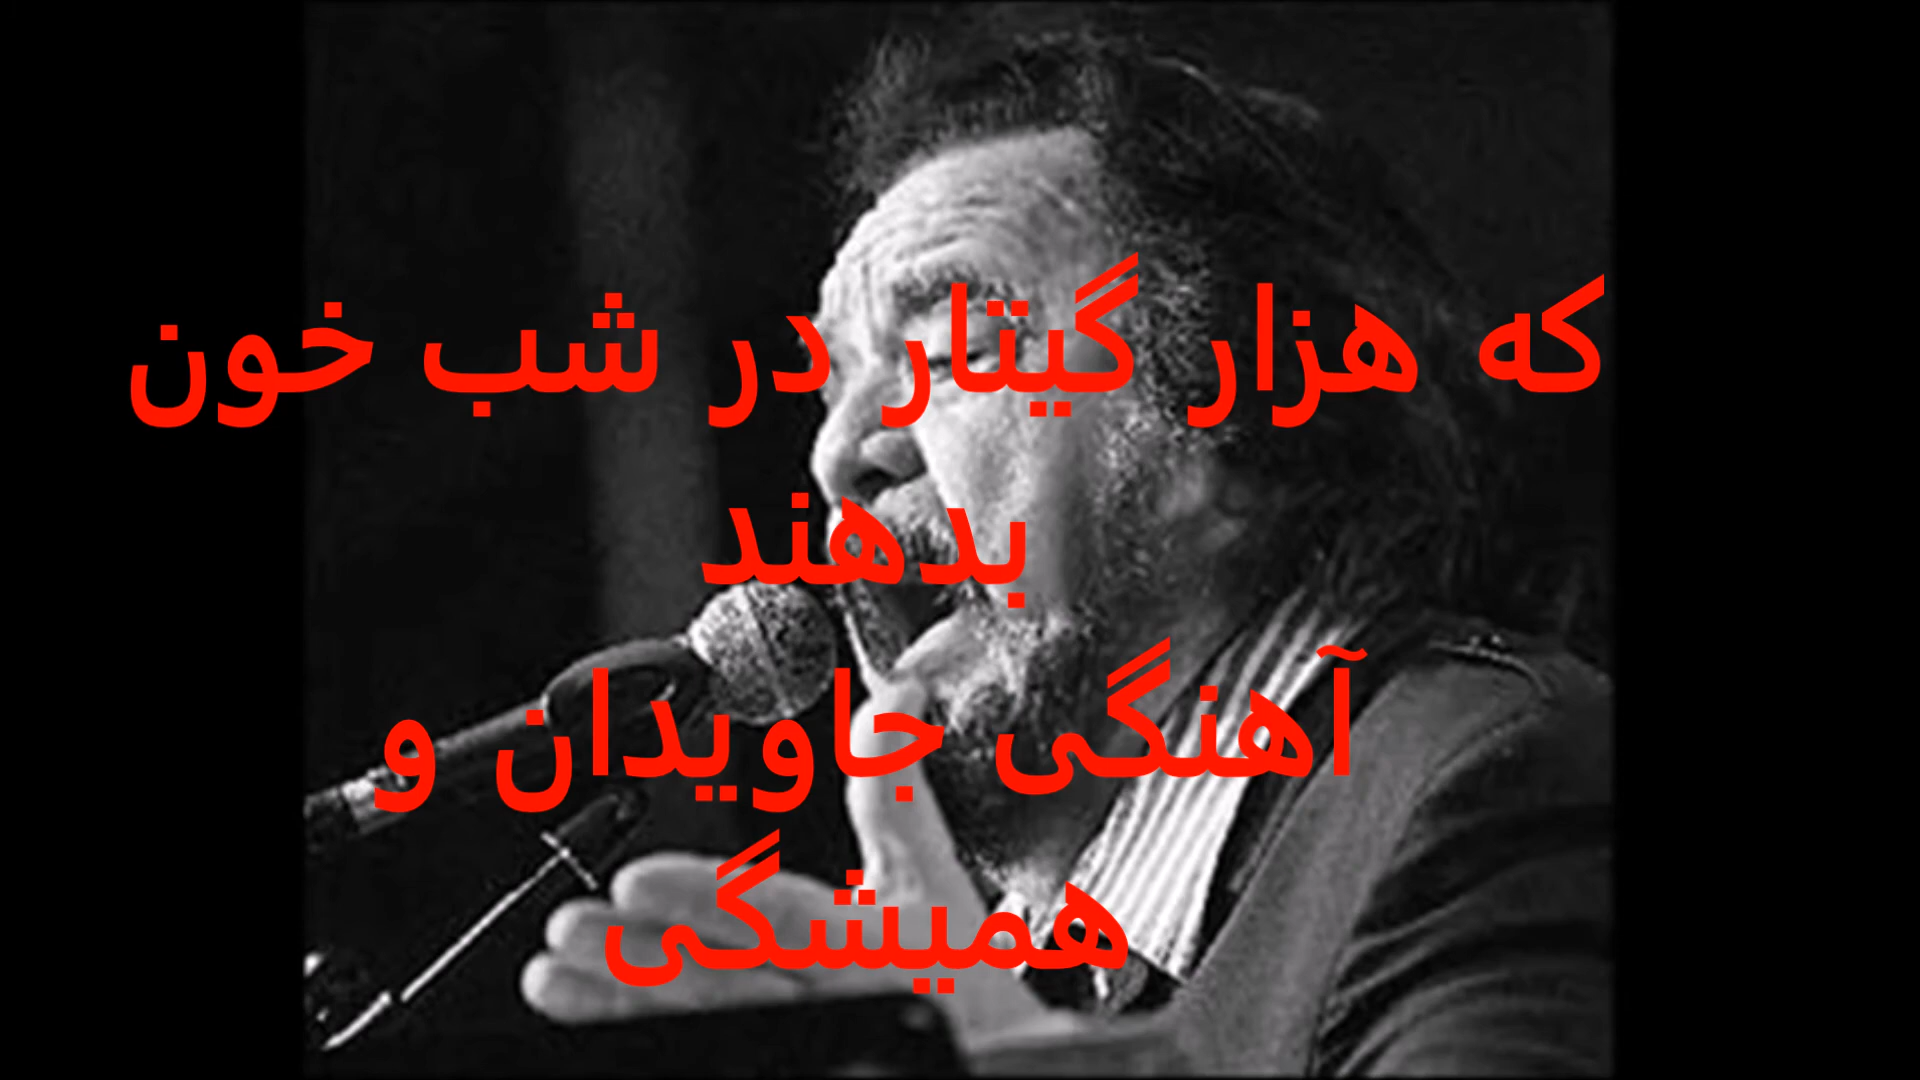 که هزار گیتار در شب خون
بدهند
آهنگی جاویدان و
همیشگی